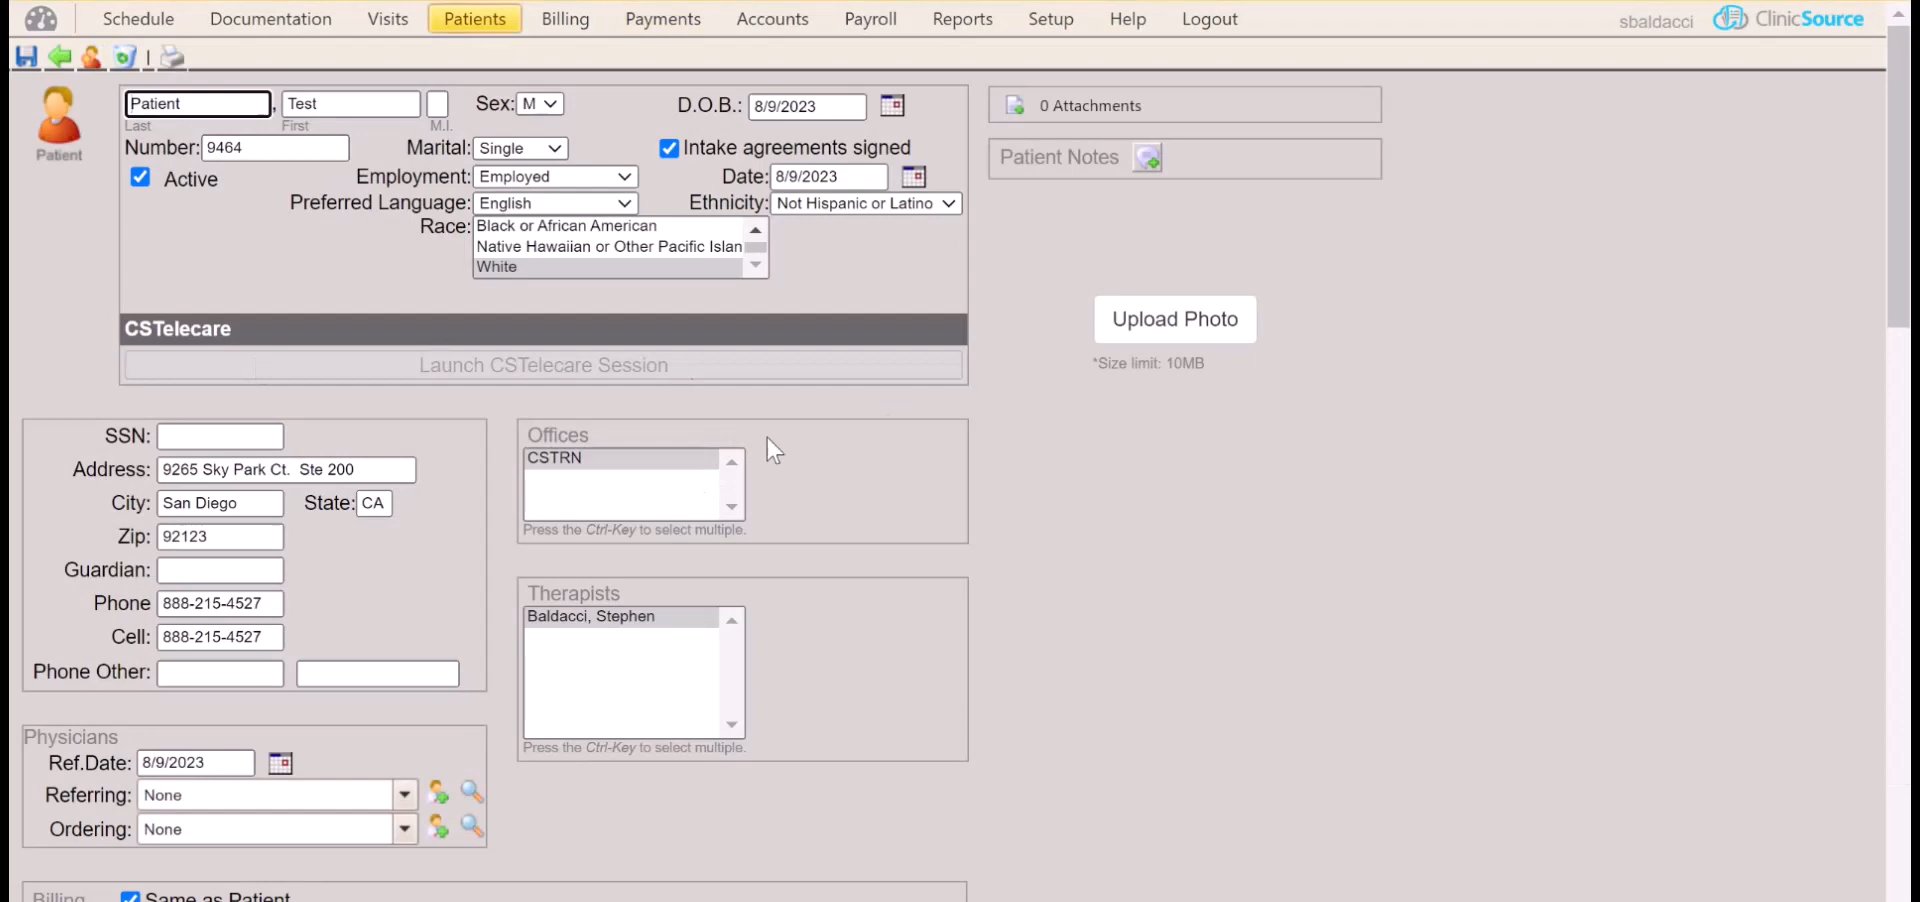 Schedule Documentation Visits Patients Billing Payments Accounts Payroll Reports Setup Help Logout sbaldacci ClinicSource
Patient
Patient , Test Sex: M D.O.B.: 8/9/2023
Last First M.I.
Number: 9464 Marital: Single Intake agreements signed
Active Employment: Employed Date: 8/9/2023
Preferred Language: English Ethnicity: Not Hispanic or Latino
Race: Black or African American
Native Hawaiian or Other Pacific Islan
White
CSTelecare
Launch CSTelecare Session
0 Attachments
Patient Notes
Upload Photo
*Size limit: 10MB
SSN:
Address: 9265 Sky Park Ct. Ste 200
City: San Diego State: CA
Zip: 92123
Guardian:
Phone 888-215-4527
Cell: 888-215-4527
Phone Other:
Offices
CSTRN
Press the Ctrl-Key to select multiple.
Therapists
Baldacci, Stephen
Press the Ctrl-Key to select multiple.
Physicians
Ref.Date: 8/9/2023
Referring: None
Ordering: None
Billing Same as Patient